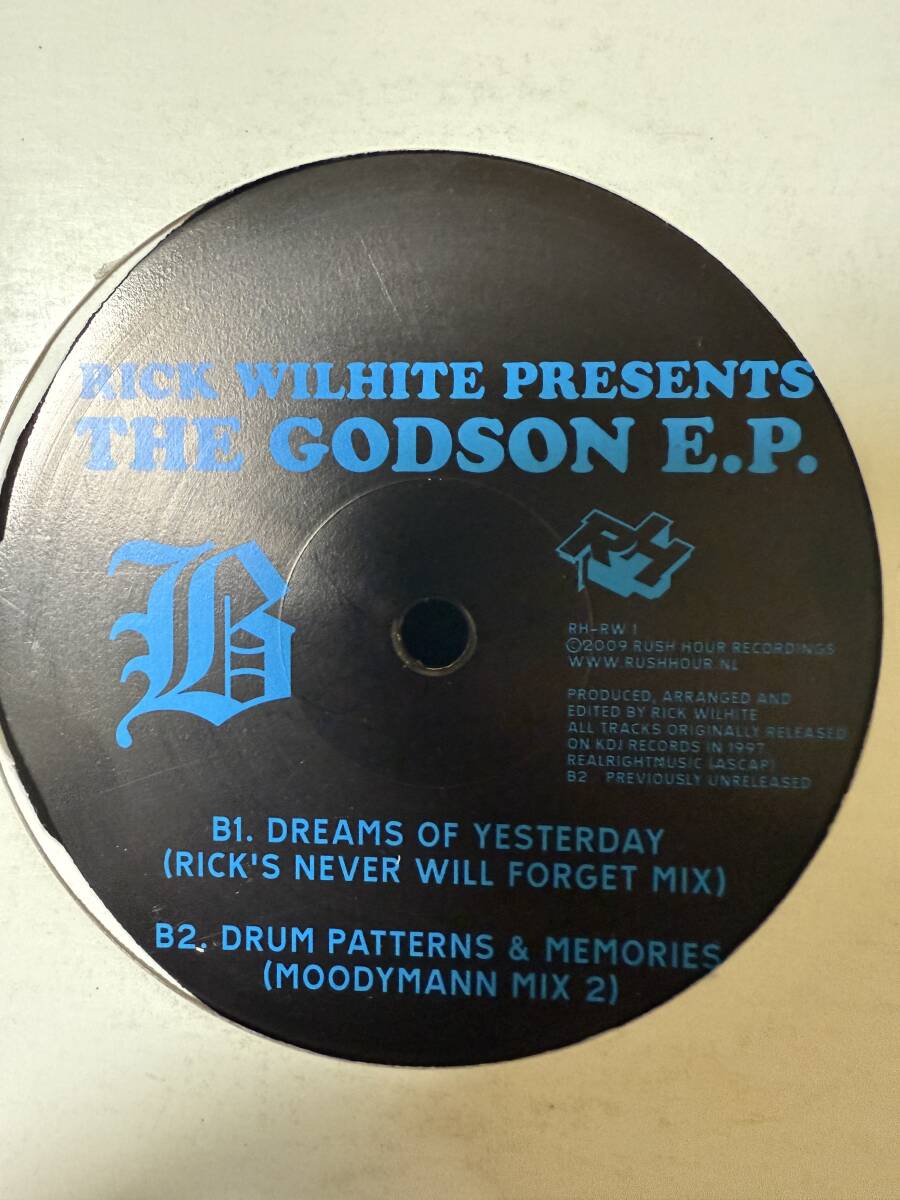 RICK WILHITE PRESENTS
THE GODSON E.P.
B
RH
RH-RW 1
©2009 RUSH HOUR RECORDINGS
WWW.RUSHHOUR.NL
PRODUCED, ARRANGED AND
EDITED BY RICK WILHITE
ALL TRACKS ORIGINALLY RELEASED
ON KDJ RECORDS IN 1997
REALRIGHTMUSIC (ASCAP)
B2 PREVIOUSLY UNRELEASED
B1. DREAMS OF YESTERDAY
(RICK'S NEVER WILL FORGET MIX)
B2. DRUM PATTERNS & MEMORIES
(MOODYMANN MIX 2)